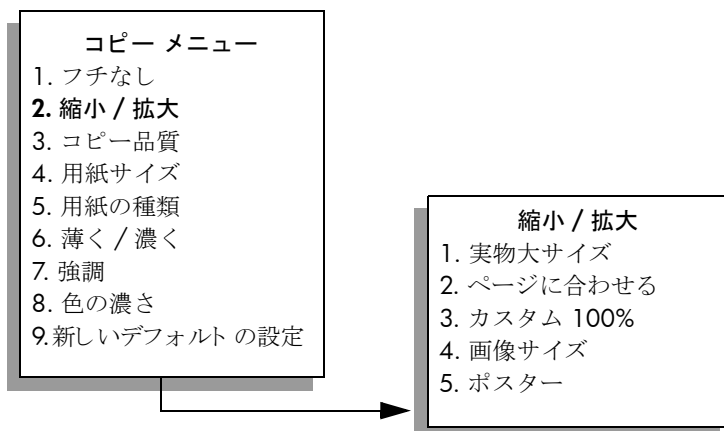 コピー メニュー
1. フチなし
2. 縮小 / 拡大
3. コピー品質
4. 用紙サイズ
5. 用紙の種類
6. 薄く / 濃く
7. 強調
8. 色の濃さ
9.新しいデフォルト の設定
縮小 / 拡大
1. 実物大サイズ
2. ページに合わせる
3. カスタム 100%
4. 画像サイズ
5. ポスター